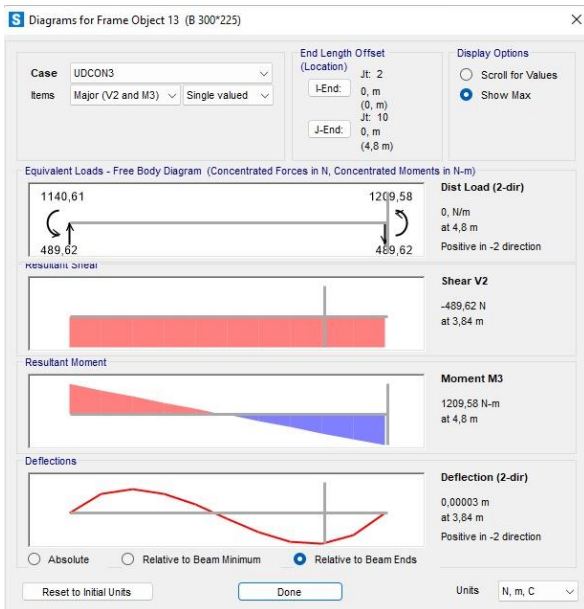 Diagrams for Frame Object 13 (B 300*225)
Case UDCON3
Items Major (V2 and M3) Single valued
End Length Offset
(Location)
I-End: Jt: 2
0, m
(0, m)
J-End: Jt: 10
0, m
(4,8 m)
Display Options
Scroll for Values
Show Max
Equivalent Loads - Free Body Diagram (Concentrated Forces in N, Concentrated Moments in N-m)
1140,61 1209,58
489,62 489,62
Dist Load (2-dir)
0, N/m
at 4,8 m
Positive in -2 direction
Resultant Shear
Shear V2
-489,62 N
at 3,84 m
Resultant Moment
Moment M3
1209,58 N-m
at 4,8 m
Deflections
Deflection (2-dir)
0,00003 m
at 3,84 m
Positive in -2 direction
Absolute Relative to Beam Minimum Relative to Beam Ends
Reset to Initial Units Done Units N, m, C